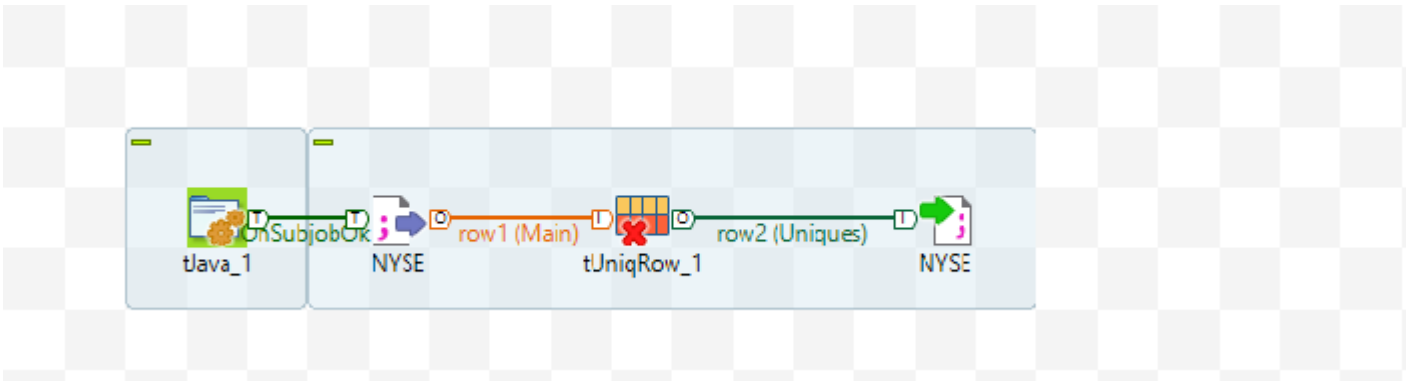 T T O I O I
OnSubjobOk row1 (Main) row2 (Uniques)
tJava_1 NYSE tUniqRow_1 NYSE